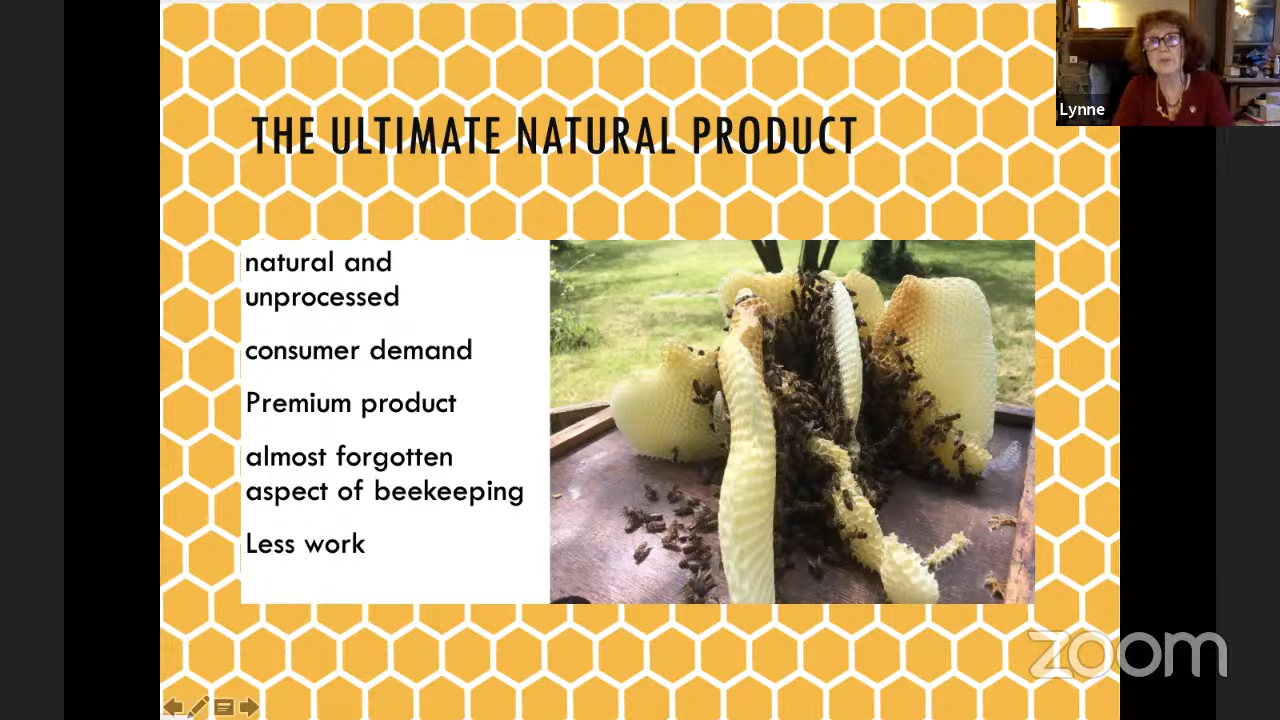 THE ULTIMATE NATURAL PRODUCT
Lynne
natural and
unprocessed
consumer demand
Premium product
almost forgotten
aspect of beekeeping
Less work
zoom